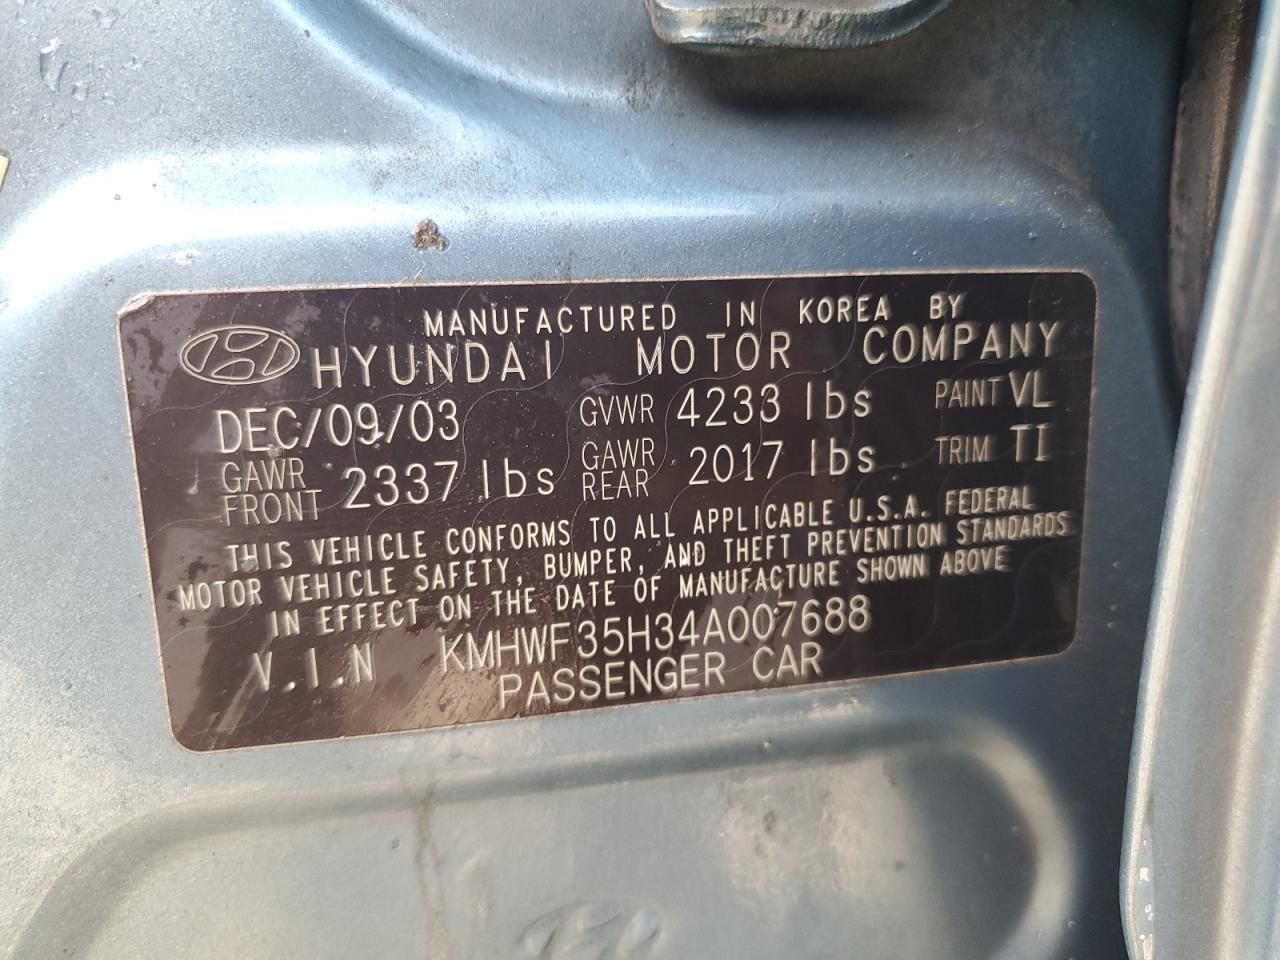 MANUFACTURED IN KOREA BY
HYUNDAI MOTOR COMPANY
DEC/09/03 GVWR 4233 lbs PAINT VL
GAWR FRONT 2337 lbs GAWR REAR 2017 lbs TRIM TI
THIS VEHICLE CONFORMS TO ALL APPLICABLE U.S.A. FEDERAL
MOTOR VEHICLE SAFETY, BUMPER, AND THEFT PREVENTION STANDARDS
IN EFFECT ON THE DATE OF MANUFACTURE SHOWN ABOVE
V.I.N KMHWF35H34A007688
PASSENGER CAR